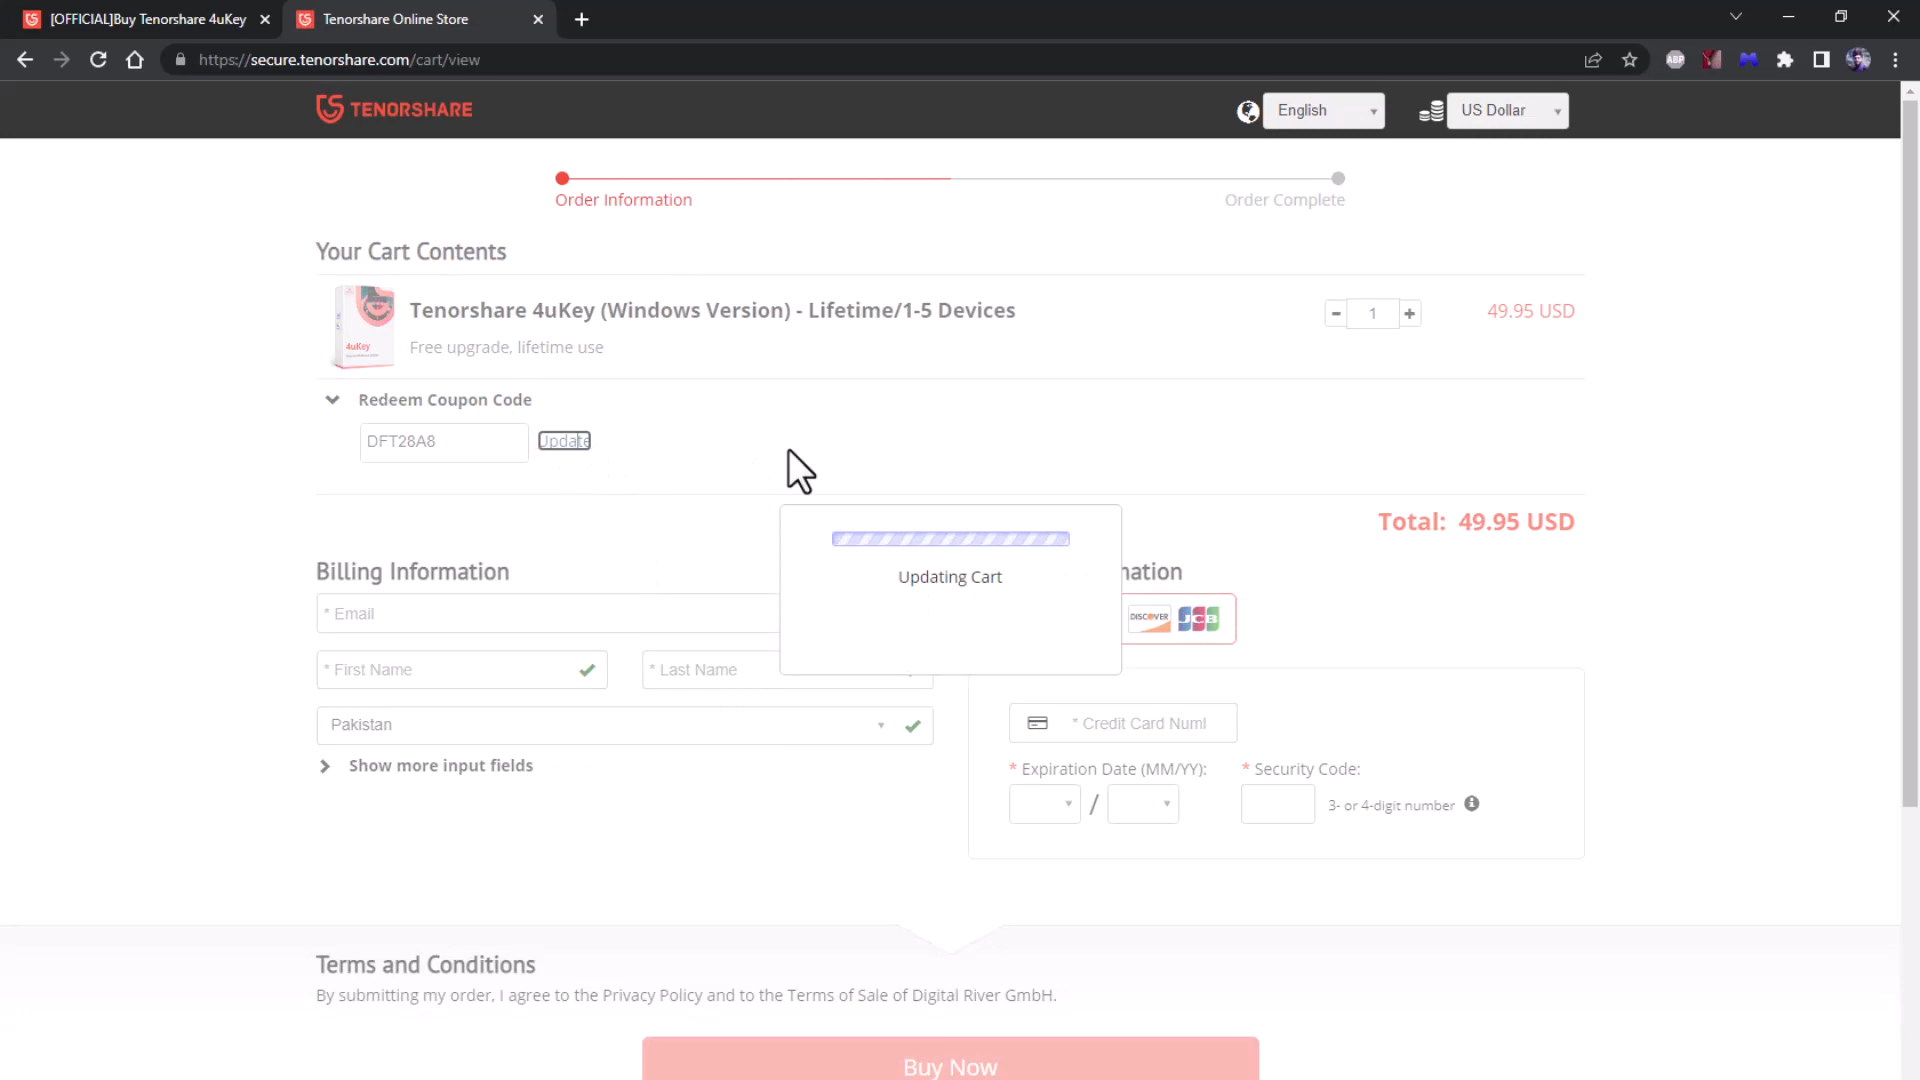 [OFFICIAL]Buy Tenorshare 4uKey
Tenorshare Online Store
https://secure.tenorshare.com/cart/view
ABP
TENORSHARE
English
US Dollar
Order Information
Order Complete
Your Cart Contents
4uKey
Tenorshare 4uKey (Windows Version) - Lifetime/1-5 Devices
Free upgrade, lifetime use
- 1 +
49.95 USD
Redeem Coupon Code
DFT28A8
Update
Total: 49.95 USD
Updating Cart
Billing Information
mation
* Email
DISCOVER
JCB
* First Name
* Last Name
Pakistan
* Credit Card Numl
Show more input fields
* Expiration Date (MM/YY):
* Security Code:
/
3- or 4-digit number
Terms and Conditions
By submitting my order, I agree to the Privacy Policy and to the Terms of Sale of Digital River GmbH.
Buy Now